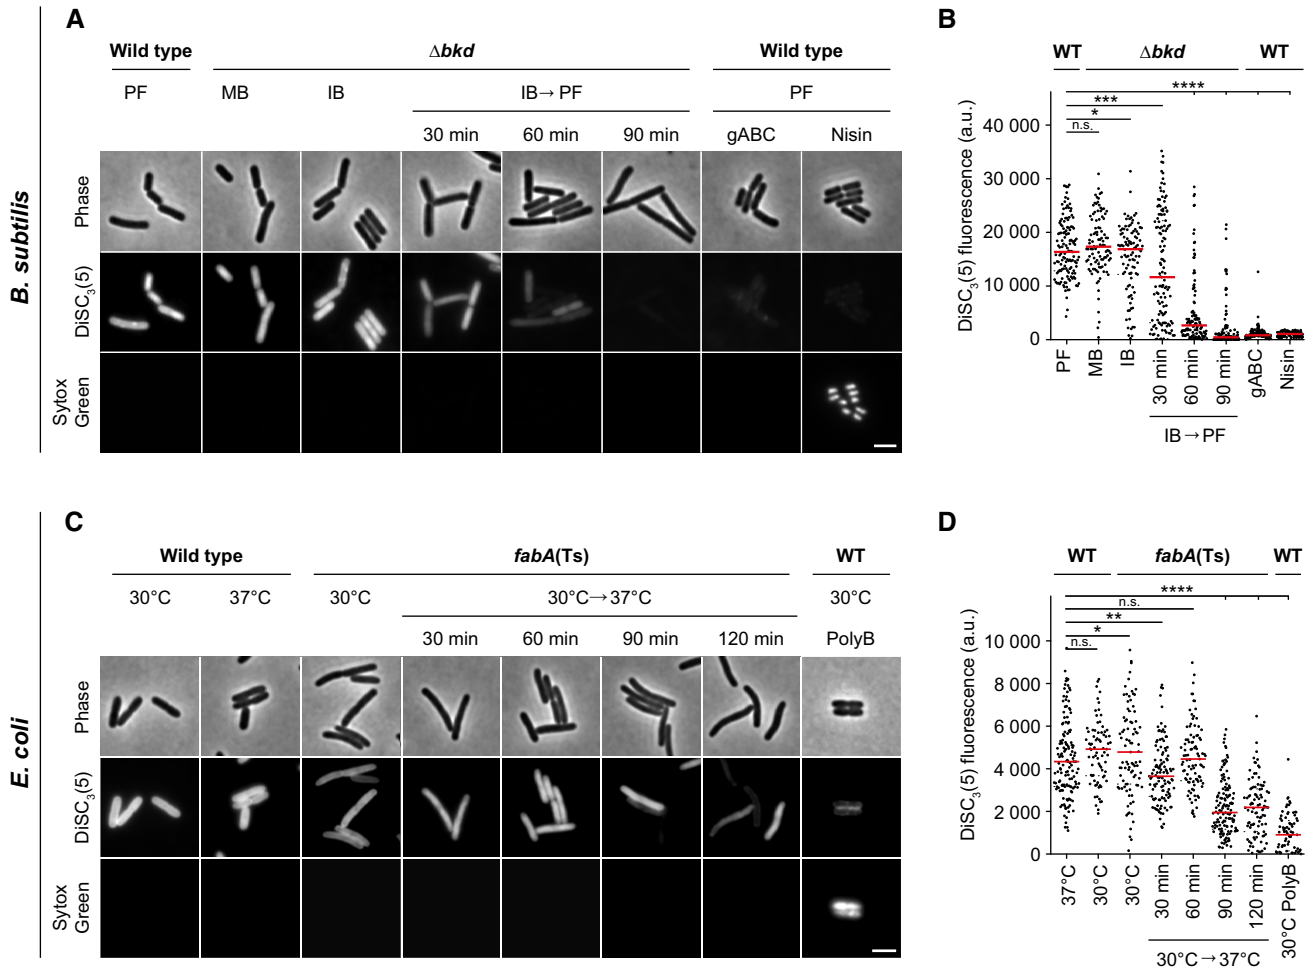 A
Wild type
Δbkd
Wild type
PF
MB
IB
IB→PF
PF
30 min
60 min
90 min
gABC
Nisin
B. subtilis
Phase
DiSC3(5)
Sytox
Green
B
WT
Δbkd
WT
****
***
*
n.s.
DiSC3(5) fluorescence (a.u.)
40 000
30 000
20 000
10 000
0
PF
MB
IB
30 min
60 min
90 min
gABC
Nisin
IB→PF
C
Wild type
fabA(Ts)
WT
30°C
37°C
30°C
30°C→37°C
30°C
30 min
60 min
90 min
120 min
PolyB
E. coli
Phase
DiSC3(5)
Sytox
Green
D
WT
fabA(Ts)
WT
****
n.s.
**
*
n.s.
DiSC3(5) fluorescence (a.u.)
10 000
8 000
6 000
4 000
2 000
0
37°C
30°C
30°C
30 min
60 min
90 min
120 min
30°C PolyB
30°C→37°C